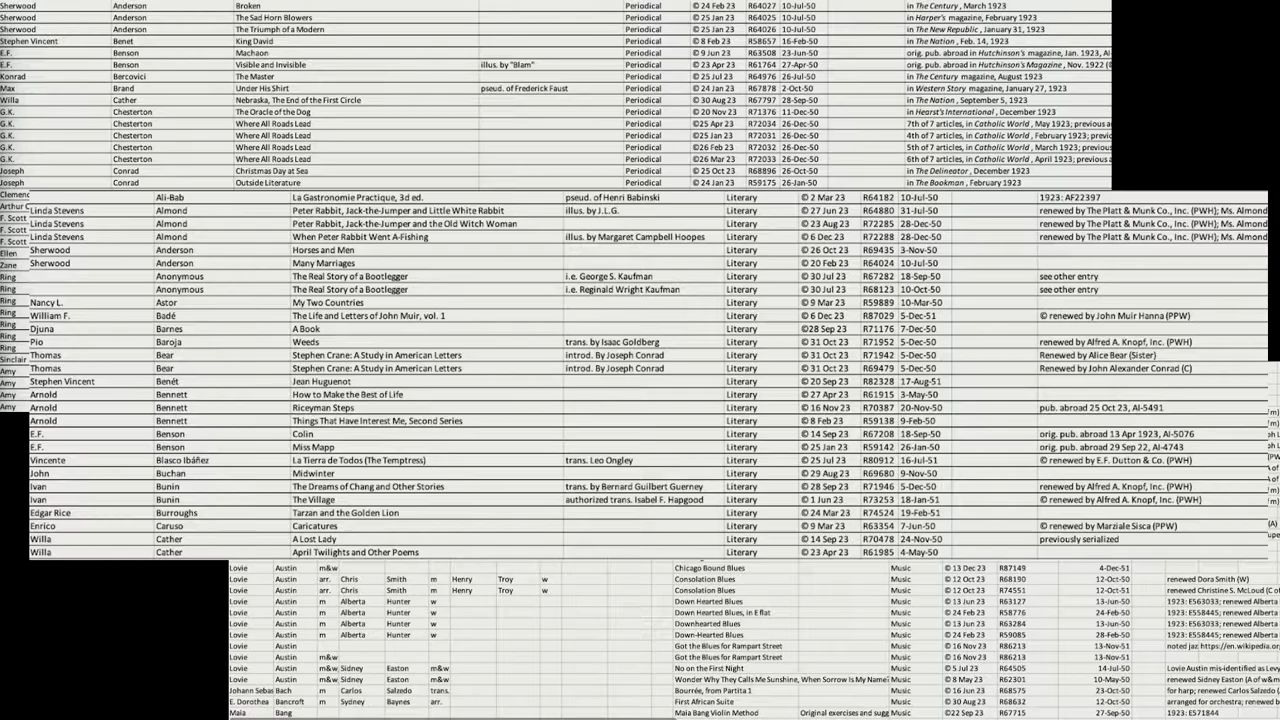 Sherwood Anderson Broken Periodical © 24 Feb 23 R64027 10-Jul-50 in The Century, March 1923
Sherwood Anderson The Sad Horn Blowers Periodical © 25 Jan 23 R64025 10-Jul-50 in Harper's magazine, February 1923
Sherwood Anderson The Triumph of a Modern Periodical © 25 Jan 23 R64026 10-Jul-50 in The New Republic, January 31, 1923
Stephen Vincent Benet King David Periodical © 8 Feb 23 R58657 16-Feb-50 in The Nation, Feb. 14, 1923
E.F. Benson Machaon Periodical © 9 Jun 23 R63508 23-Jun-50 orig. pub. abroad in Hutchinson's magazine, Jan. 1923, AI-
E.F. Benson Visible and Invisible illus. by "Blam" Periodical © 23 Apr 23 R61764 27-Apr-50 orig. pub. abroad in Hutchinson's Magazine, Nov. 1922 (
Konrad Bercovici The Master Periodical © 25 Jul 23 R64976 26-Jul-50 in The Century magazine, August 1923
Max Brand Under His Shirt pseud. of Frederick Faust Periodical © 24 Jan 23 R67878 2-Oct-50 in Western Story magazine, January 27, 1923
Willa Cather Nebraska, The End of the First Circle Periodical © 30 Aug 23 R67797 28-Sep-50 in The Nation, September 5, 1923
G.K. Chesterton The Oracle of the Dog Periodical © 20 Nov 23 R71376 11-Dec-50 in Hearst's International, December 1923
G.K. Chesterton Where All Roads Lead Periodical ©25 Apr 23 R72034 26-Dec-50 7th of 7 articles, in Catholic World, May 1923; previous a
G.K. Chesterton Where All Roads Lead Periodical ©25 Jan 23 R72031 26-Dec-50 4th of 7 articles, in Catholic World, February 1923; previc
G.K. Chesterton Where All Roads Lead Periodical ©26 Feb 23 R72032 26-Dec-50 5th of 7 articles, in Catholic World, March 1923; previous
G.K. Chesterton Where All Roads Lead Periodical ©26 Mar 23 R72033 26-Dec-50 6th of 7 articles, in Catholic World, April 1923; previous a
Joseph Conrad Christmas Day at Sea Periodical © 25 Oct 23 R68896 26-Oct-50 in The Delineator, December 1923
Joseph Conrad Outside Literature Periodical © 24 Jan 23 R59175 26-Jan-50 in The Bookman, February 1923
Clemenc
Ali-Bab La Gastronomie Practique, 3d ed. pseud. of Henri Babinski Literary © 2 Mar 23 R64182 10-Jul-50 1923: AF22397
Arthur C
Linda Stevens Almond Peter Rabbit, Jack-the-Jumper and Little White Rabbit illus. by J.L.G. Literary © 27 Jun 23 R64880 31-Jul-50 renewed by The Platt & Munk Co., Inc. (PWH); Ms. Almond
F. Scott
Linda Stevens Almond Peter Rabbit, Jack-the-Jumper and the Old Witch Woman Literary © 23 Aug 23 R72285 28-Dec-50 renewed by The Platt & Munk Co., Inc. (PWH); Ms. Almond
F. Scott
Linda Stevens Almond When Peter Rabbit Went A-Fishing illus. by Margaret Campbell Hoopes Literary © 6 Dec 23 R72288 28-Dec-50 renewed by The Platt & Munk Co., Inc. (PWH); Ms. Almond
F. Scott
Sherwood Anderson Horses and Men Literary © 26 Oct 23 R69435 3-Nov-50
Ellen
Zane
Sherwood Anderson Many Marriages Literary © 20 Feb 23 R64024 10-Jul-50
Ring
Anonymous The Real Story of a Bootlegger i.e. George S. Kaufman Literary © 30 Jul 23 R67282 18-Sep-50 see other entry
Ring
Anonymous The Real Story of a Bootlegger i.e. Reginald Wright Kaufman Literary © 30 Jul 23 R68123 10-Oct-50 see other entry
Ring
Nancy L. Astor My Two Countries Literary © 9 Mar 23 R59889 10-Mar-50
Ring
William F. Badé The Life and Letters of John Muir, vol. 1 Literary © 6 Dec 23 R87029 5-Dec-51 © renewed by John Muir Hanna (PPW)
Ring
Djuna Barnes A Book Literary ©28 Sep 23 R71176 7-Dec-50
Ring
Pio Baroja Weeds trans. by Isaac Goldberg Literary © 31 Oct 23 R71952 5-Dec-50 renewed by Alfred A. Knopf, Inc. (PWH)
Ring
Sinclair
Thomas Bear Stephen Crane: A Study in American Letters introd. By Joseph Conrad Literary © 31 Oct 23 R71942 5-Dec-50 Renewed by Alice Bear (Sister)
Amy
Thomas Bear Stephen Crane: A Study in American Letters introd. by Joseph Conrad Literary © 31 Oct 23 R69479 5-Dec-50 Renewed by John Alexander Conrad (C)
Amy
Stephen Vincent Benét Jean Huguenot Literary © 20 Sep 23 R82328 17-Aug-51
Amy
Arnold Bennett How to Make the Best of Life Literary © 27 Apr 23 R61915 3-May-50
Amy
Arnold Bennett Riceyman Steps Literary © 16 Nov 23 R70387 20-Nov-50 pub. abroad 25 Oct 23, AI-5491
Arnold Bennett Things That Have Interest Me, Second Series Literary © 8 Feb 23 R59138 9-Feb-50
E.F. Benson Colin Literary © 14 Sep 23 R67208 18-Sep-50 orig. pub. abroad 13 Apr 1923, AI-5076
E.F. Benson Miss Mapp Literary © 25 Jan 23 R59142 26-Jan-50 orig. pub. abroad 29 Sep 22, AI-4743
Vincente Blasco Ibáñez La Tierra de Todos (The Temptress) trans. Leo Ongley Literary © 25 Jul 23 R80912 16-Jul-51 © renewed by E.F. Dutton & Co. (PWH)
John Buchan Midwinter Literary © 29 Aug 23 R69680 9-Nov-50
Ivan Bunin The Dreams of Chang and Other Stories trans. by Bernard Guilbert Guerney Literary © 28 Sep 23 R71946 5-Dec-50 renewed by Alfred A. Knopf, Inc. (PWH)
Ivan Bunin The Village authorized trans. Isabel F. Hapgood Literary © 1 Jun 23 R73253 18-Jan-51 © renewed by Alfred A. Knopf, Inc. (PWH)
Edgar Rice Burroughs Tarzan and the Golden Lion Literary © 24 Mar 23 R74524 19-Feb-51
Enrico Caruso Caricatures Literary © 9 Mar 23 R63354 7-Jun-50 © renewed by Marziale Sisca (PPW)
Willa Cather A Lost Lady Literary © 14 Sep 23 R70478 24-Nov-50 previously serialized
Willa Cather April Twilights and Other Poems Literary © 23 Apr 23 R61985 4-May-50
Lovie Austin m&w Chicago Bound Blues Music © 13 Dec 23 R87149 4-Dec-51
Lovie Austin arr. Chris Smith m Henry Troy w Consolation Blues Music © 12 Oct 23 R68190 12-Oct-50 renewed Dora Smith (W)
Lovie Austin arr. Chris Smith m Henry Troy w Consolation Blues Music © 12 Oct 23 R74551 12-Oct-50 renewed Christine S. McLoud (C of
Lovie Austin m Alberta Hunter w Down Hearted Blues Music © 13 Jun 23 R63127 13-Jun-50 1923: E563033; renewed Alberta
Lovie Austin m Alberta Hunter w Down Hearted Blues, in E flat Music © 24 Feb 23 R58776 24-Feb-50 1923: E558445; renewed Alberta
Lovie Austin m Alberta Hunter w Downhearted Blues Music © 13 Jun 23 R63284 13-Jun-50 1923: E563033; renewed Alberta
Lovie Austin m Alberta Hunter w Down-Hearted Blues Music © 24 Feb 23 R59085 28-Feb-50 1923: E558445; renewed Alberta
Lovie Austin Got the Blues for Rampart Street Music © 16 Nov 23 R86213 13-Nov-51 noted jaz https://en.wikipedia.org
Lovie Austin m&w Got the Blues for Rampart Street Music © 16 Nov 23 R86213 13-Nov-51
Lovie Austin m&w Sidney Easton m&w No on the First Night Music © 5 Jul 23 R64505 14-Jul-50 Lovie Austin mis-identified as Levy
Lovie Austin m&w Sidney Easton m&w Wonder Why They Calls Me Sunshine, When Sorrow Is My Name? Music © 8 May 23 R62301 10-May-50 renewed Sidney Easton (A of w&m
Johann Sebas Bach m Carlos Salzedo trans. Bourrée, from Partita 1 Music © 16 Jun 23 R68575 23-Oct-50 for harp; renewed Carlos Salzedo (
E. Dorothea Bancroft m Sydney Baynes arr. First Airedale Suite Music © 30 Aug 23 R68632 12-Oct-50 arranged for orchestra; renewed b
Maia Bang Maia Bang Violin Method Original exercises and sugg Music ©22 Sep 23 R67715 27-Sep-50 1923: E571844